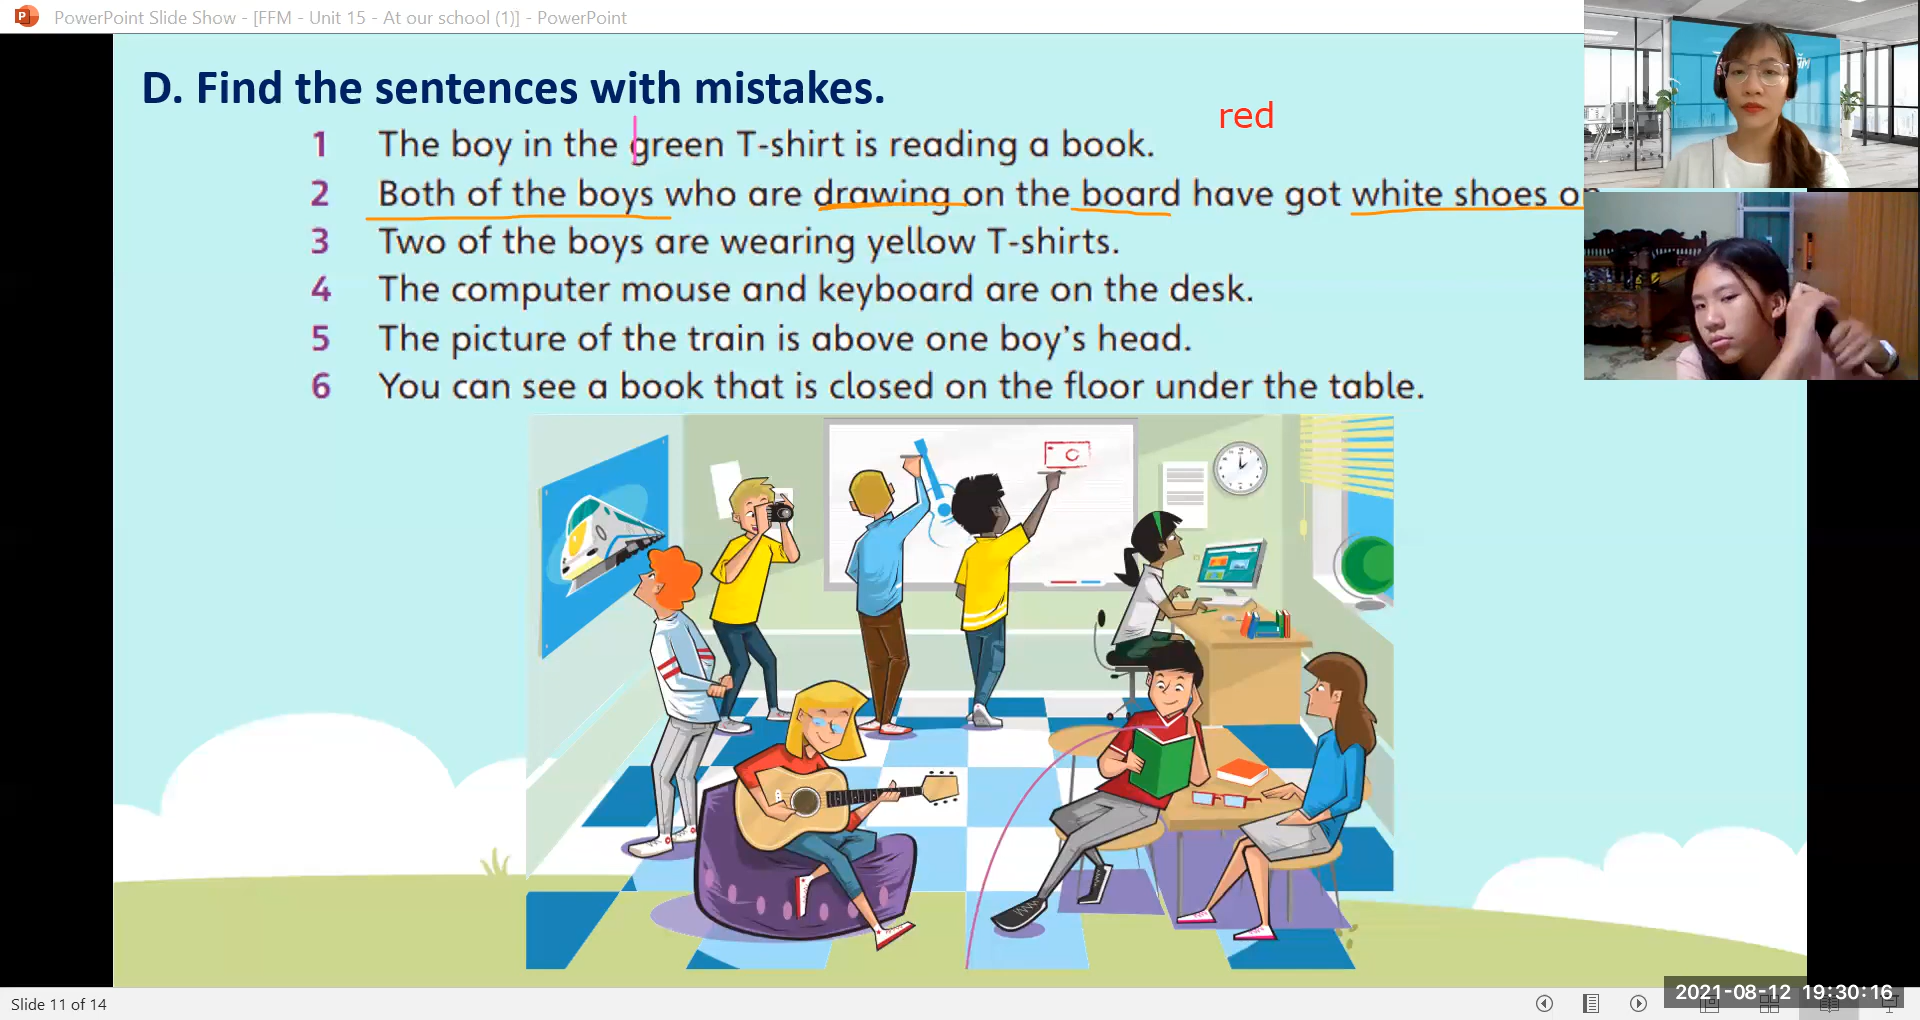 PowerPoint Slide Show - [FFM - Unit 15 - At our school (1)] - PowerPoint
D. Find the sentences with mistakes.
red
1 The boy in the green T-shirt is reading a book.
2 Both of the boys who are drawing on the board have got white shoes on
3 Two of the boys are wearing yellow T-shirts.
4 The computer mouse and keyboard are on the desk.
5 The picture of the train is above one boy's head.
6 You can see a book that is closed on the floor under the table.
Slide 11 of 14
2021-08-12 19:30:16